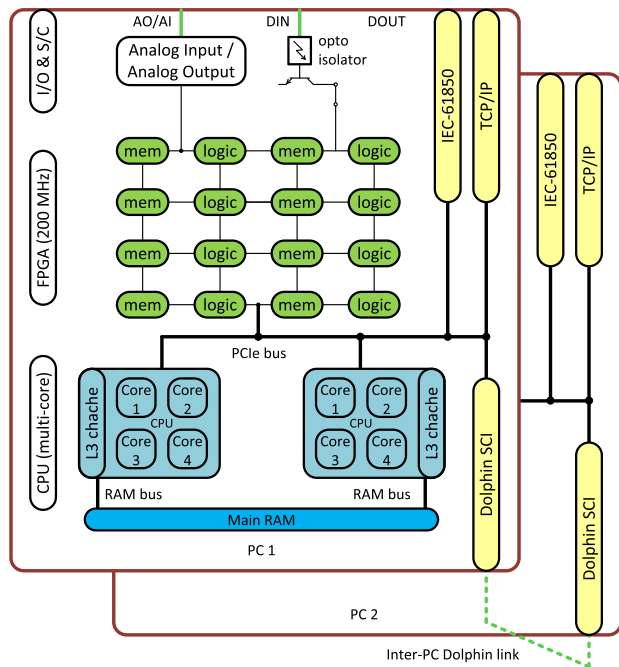 AO/AI
DIN
DOUT
I/O & S/C
Analog Input /
Analog Output
opto
isolator
IEC-61850
TCP/IP
IEC-61850
TCP/IP
FPGA (200 MHz)
mem
logic
mem
logic
mem
logic
mem
logic
mem
logic
mem
logic
mem
logic
mem
logic
PCIe bus
CPU (multi-core)
L3 chache
Core
1
Core
2
CPU
Core
3
Core
4
Core
1
Core
2
CPU
Core
3
Core
4
L3 chache
Dolphin SCI
Dolphin SCI
RAM bus
RAM bus
Main RAM
PC 1
PC 2
Inter-PC Dolphin link